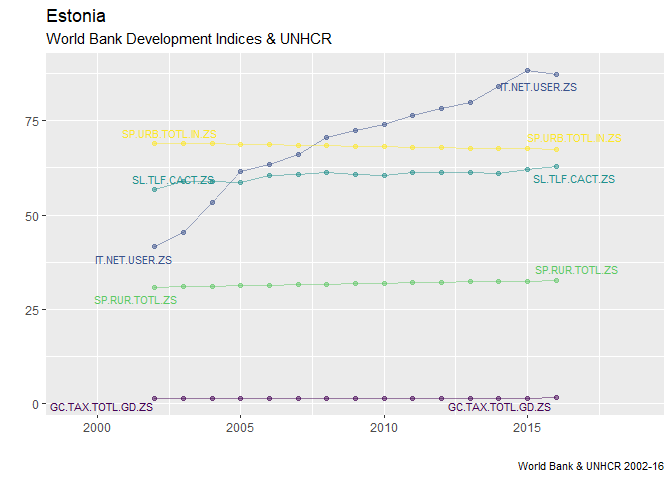 Estonia
World Bank Development Indices & UNHCR
75
50
25
0
IT.NET.USER.ZS
SP.URB.TOTL.IN.ZS
SP.URB.TOTL.IN.ZS
SL.TLF.CACT.ZS
SL.TLF.CACT.ZS
IT.NET.USER.ZS
SP.RUR.TOTL.ZS
SP.RUR.TOTL.ZS
GC.TAX.TOTL.GD.ZS
GC.TAX.TOTL.GD.ZS
2000
2005
2010
2015
World Bank & UNHCR 2002-16